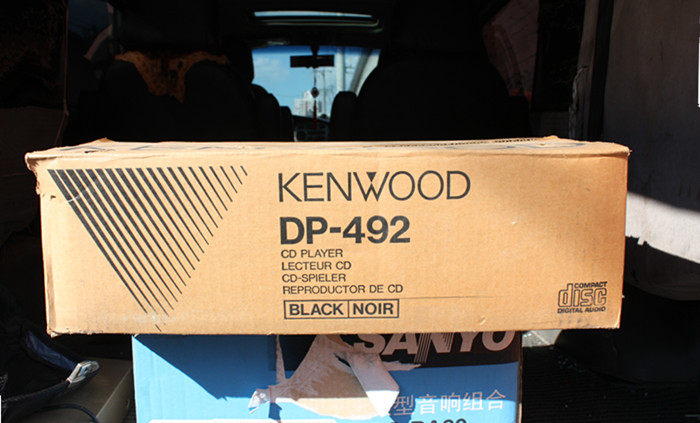 KENWOOD
DP-492
CD PLAYER
LECTEUR CD
CD-SPIELER
REPRODUCTOR DE CD
BLACK NOIR
COMPACT
disc
DIGITAL AUDIO
SANYO
型音响组合